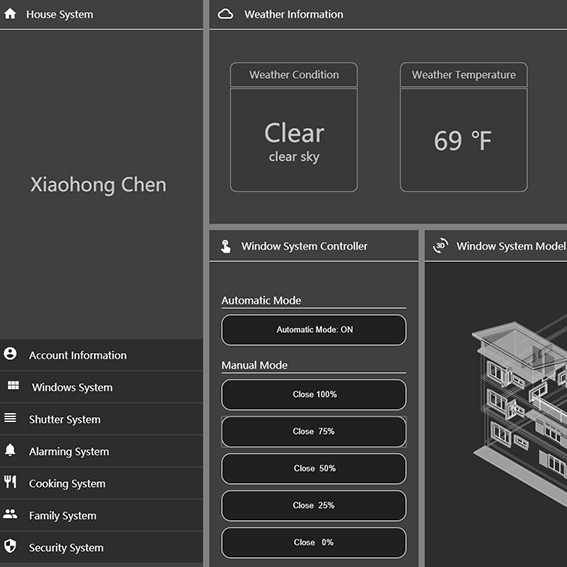 House System
Xiaohong Chen
Account Information
Windows System
Shutter System
Alarming System
Cooking System
Family System
Security System
Weather Information
Weather Condition
Clear
clear sky
Weather Temperature
69 ℉
Window System Controller
Automatic Mode
Automatic Mode: ON
Manual Mode
Close 100%
Close 75%
Close 50%
Close 25%
Close 0%
3D
Window System Model